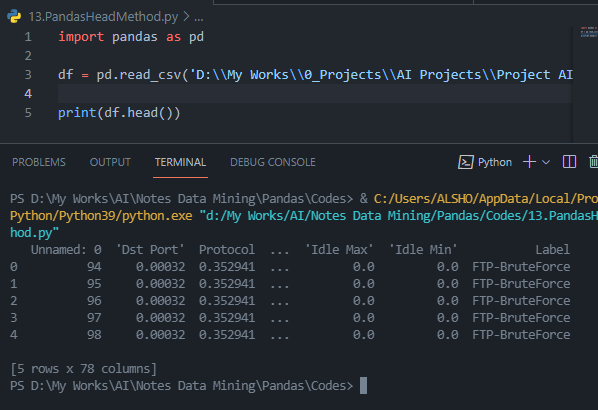 13.PandasHeadMethod.py > ...
1 import pandas as pd
2
3 df = pd.read_csv('D:\\My Works\\0_Projects\\AI Projects\\Project AI
4
5 print(df.head())
PROBLEMS OUTPUT TERMINAL DEBUG CONSOLE Python
PS D:\My Works\AI\Notes Data Mining\Pandas\Codes> & C:/Users/ALSHO/AppData/Local/Pro
Python/Python39/python.exe "d:/My Works/AI/Notes Data Mining/Pandas/Codes/13.PandasH
hod.py"
Unnamed: 0 'Dst Port' Protocol ... 'Idle Max' 'Idle Min' Label
0 94 0.00032 0.352941 ... 0.0 0.0 FTP-BruteForce
1 95 0.00032 0.352941 ... 0.0 0.0 FTP-BruteForce
2 96 0.00032 0.352941 ... 0.0 0.0 FTP-BruteForce
3 97 0.00032 0.352941 ... 0.0 0.0 FTP-BruteForce
4 98 0.00032 0.352941 ... 0.0 0.0 FTP-BruteForce
[5 rows x 78 columns]
PS D:\My Works\AI\Notes Data Mining\Pandas\Codes>